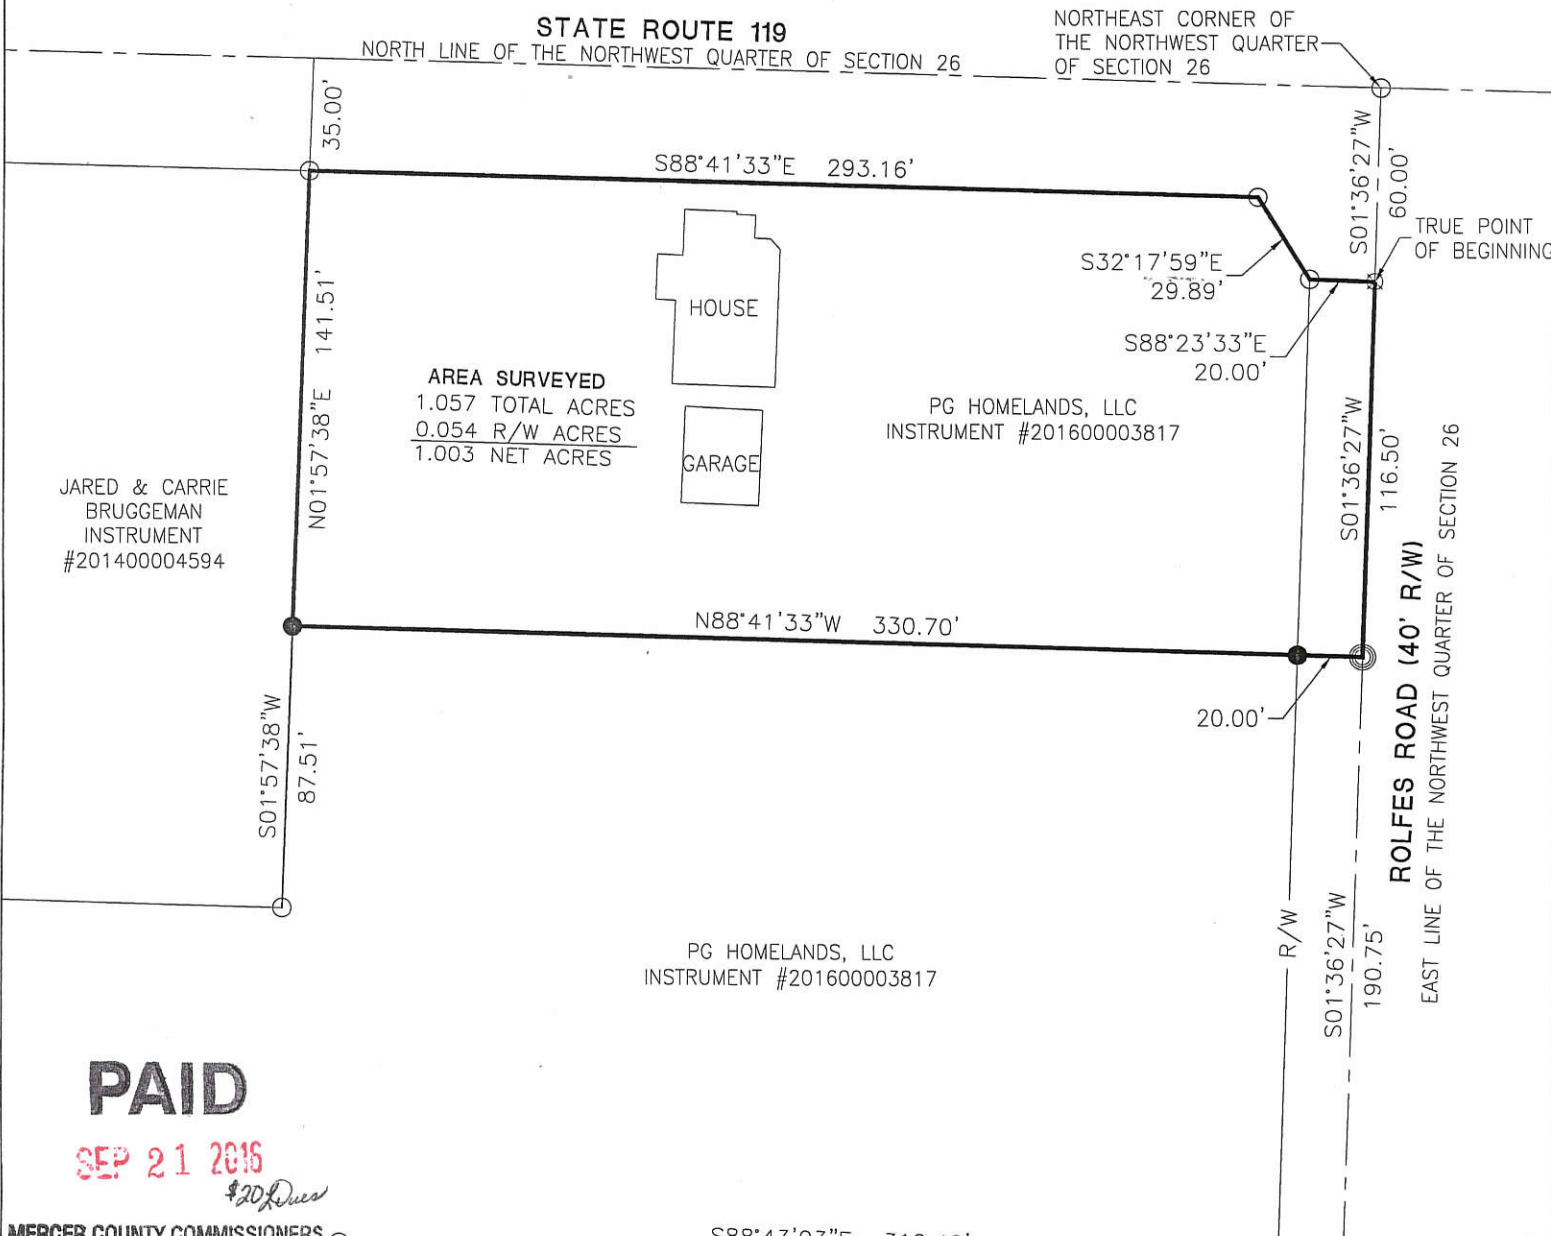 STATE ROUTE 119
NORTH LINE OF THE NORTHWEST QUARTER OF SECTION 26
NORTHEAST CORNER OF
THE NORTHWEST QUARTER
OF SECTION 26
35.00'
S88°41'33"E 293.16'
S01°36'27"W
60.00'
TRUE POINT
OF BEGINNING
S32°17'59"E
29.89'
S88°23'33"E
20.00'
HOUSE
N01°57'38"E 141.51'
AREA SURVEYED
1.057 TOTAL ACRES
0.054 R/W ACRES
1.003 NET ACRES
PG HOMELANDS, LLC
INSTRUMENT #201600003817
GARAGE
S01°36'27"W
116.50'
JARED & CARRIE
BRUGGEMAN
INSTRUMENT
#201400004594
N88°41'33"W 330.70'
20.00'
ROLFES ROAD (40' R/W)
EAST LINE OF THE NORTHWEST QUARTER OF SECTION 26
S01°57'38"W
87.51'
R/W
S01°36'27"W
190.75'
PG HOMELANDS, LLC
INSTRUMENT #201600003817
PAID
SEP 21 2016
$20
MERCER COUNTY COMMISSIONERS